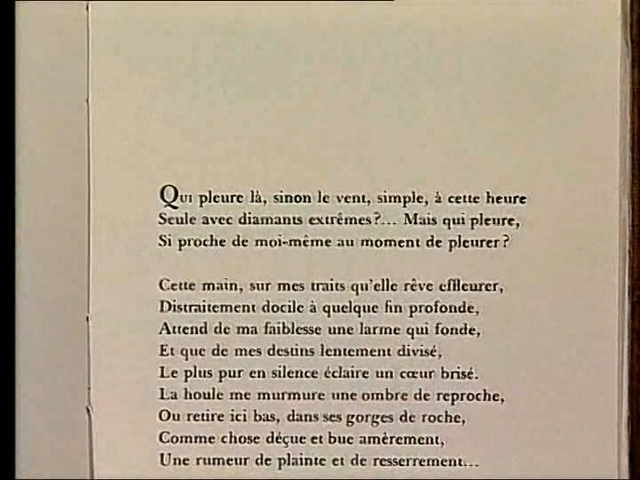 Qui pleure là, sinon le vent, simple, à cette heure
Seule avec diamants extrêmes?... Mais qui pleure,
Si proche de moi-même au moment de pleurer?
Cette main, sur mes traits qu'elle rêve effleurer,
Distraitement docile à quelque fin profonde,
Attend de ma faiblesse une larme qui fonde,
Et que de mes destins lentement divisé,
Le plus pur en silence éclaire un cœur brisé.
La houle me murmure une ombre de reproche,
Ou retire ici bas, dans ses gorges de roche,
Comme chose déçue et bue amèrement,
Une rumeur de plainte et de resserrement...